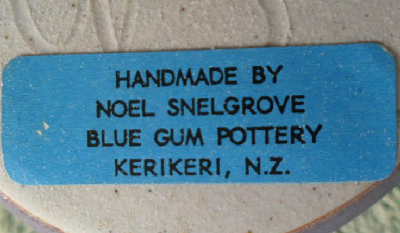 HANDMADE BY
NOEL SNELGROVE
BLUE GUM POTTERY
KERIKERI, N.Z.